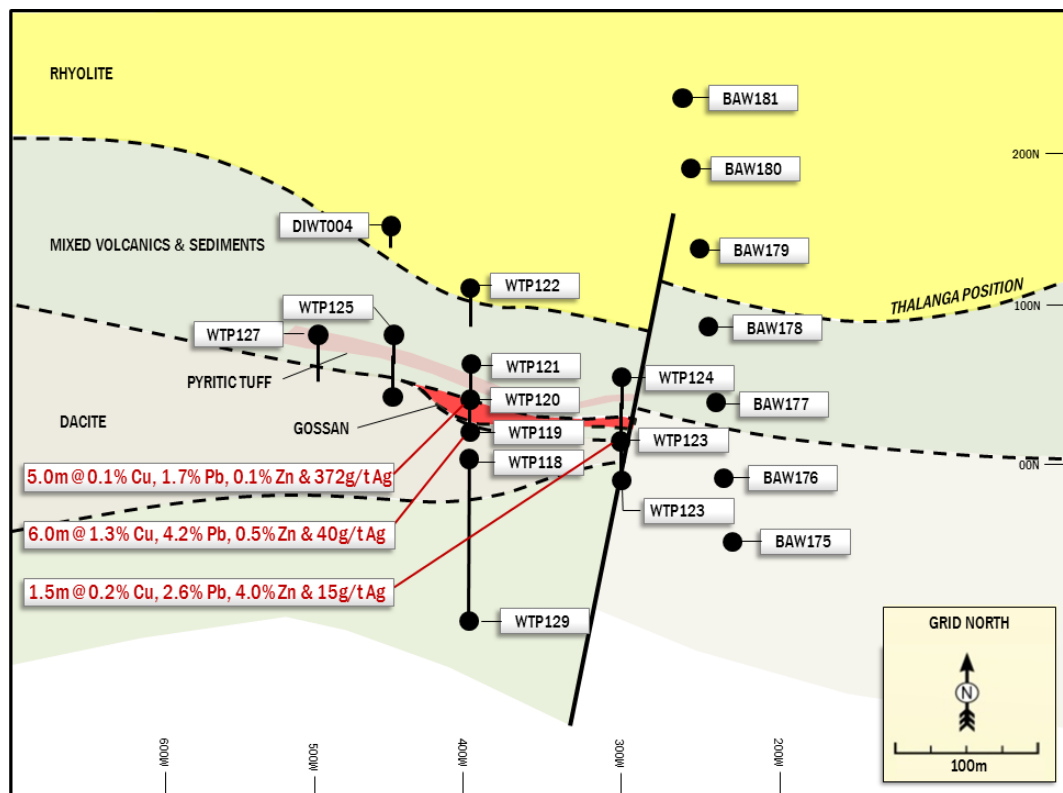 RHYOLITE
BAW181
200N
BAW180
DIWT004
MIXED VOLCANICS & SEDIMENTS
BAW179
WTP122
THALANGA POSITION
100N
WTP125
WTP127
BAW178
WTP121
PYRITIC TUFF
WTP124
WTP120
BAW177
DACITE
GOSSAN
WTP119
WTP123
WTP118
00N
5.0m @ 0.1% Cu, 1.7% Pb, 0.1% Zn & 372g/t Ag
BAW176
WTP123
6.0m @ 1.3% Cu, 4.2% Pb, 0.5% Zn & 40g/t Ag
BAW175
1.5m @ 0.2% Cu, 2.6% Pb, 4.0% Zn & 15g/t Ag
WTP129
GRID NORTH
N
100m
600W
500W
400W
300W
200W